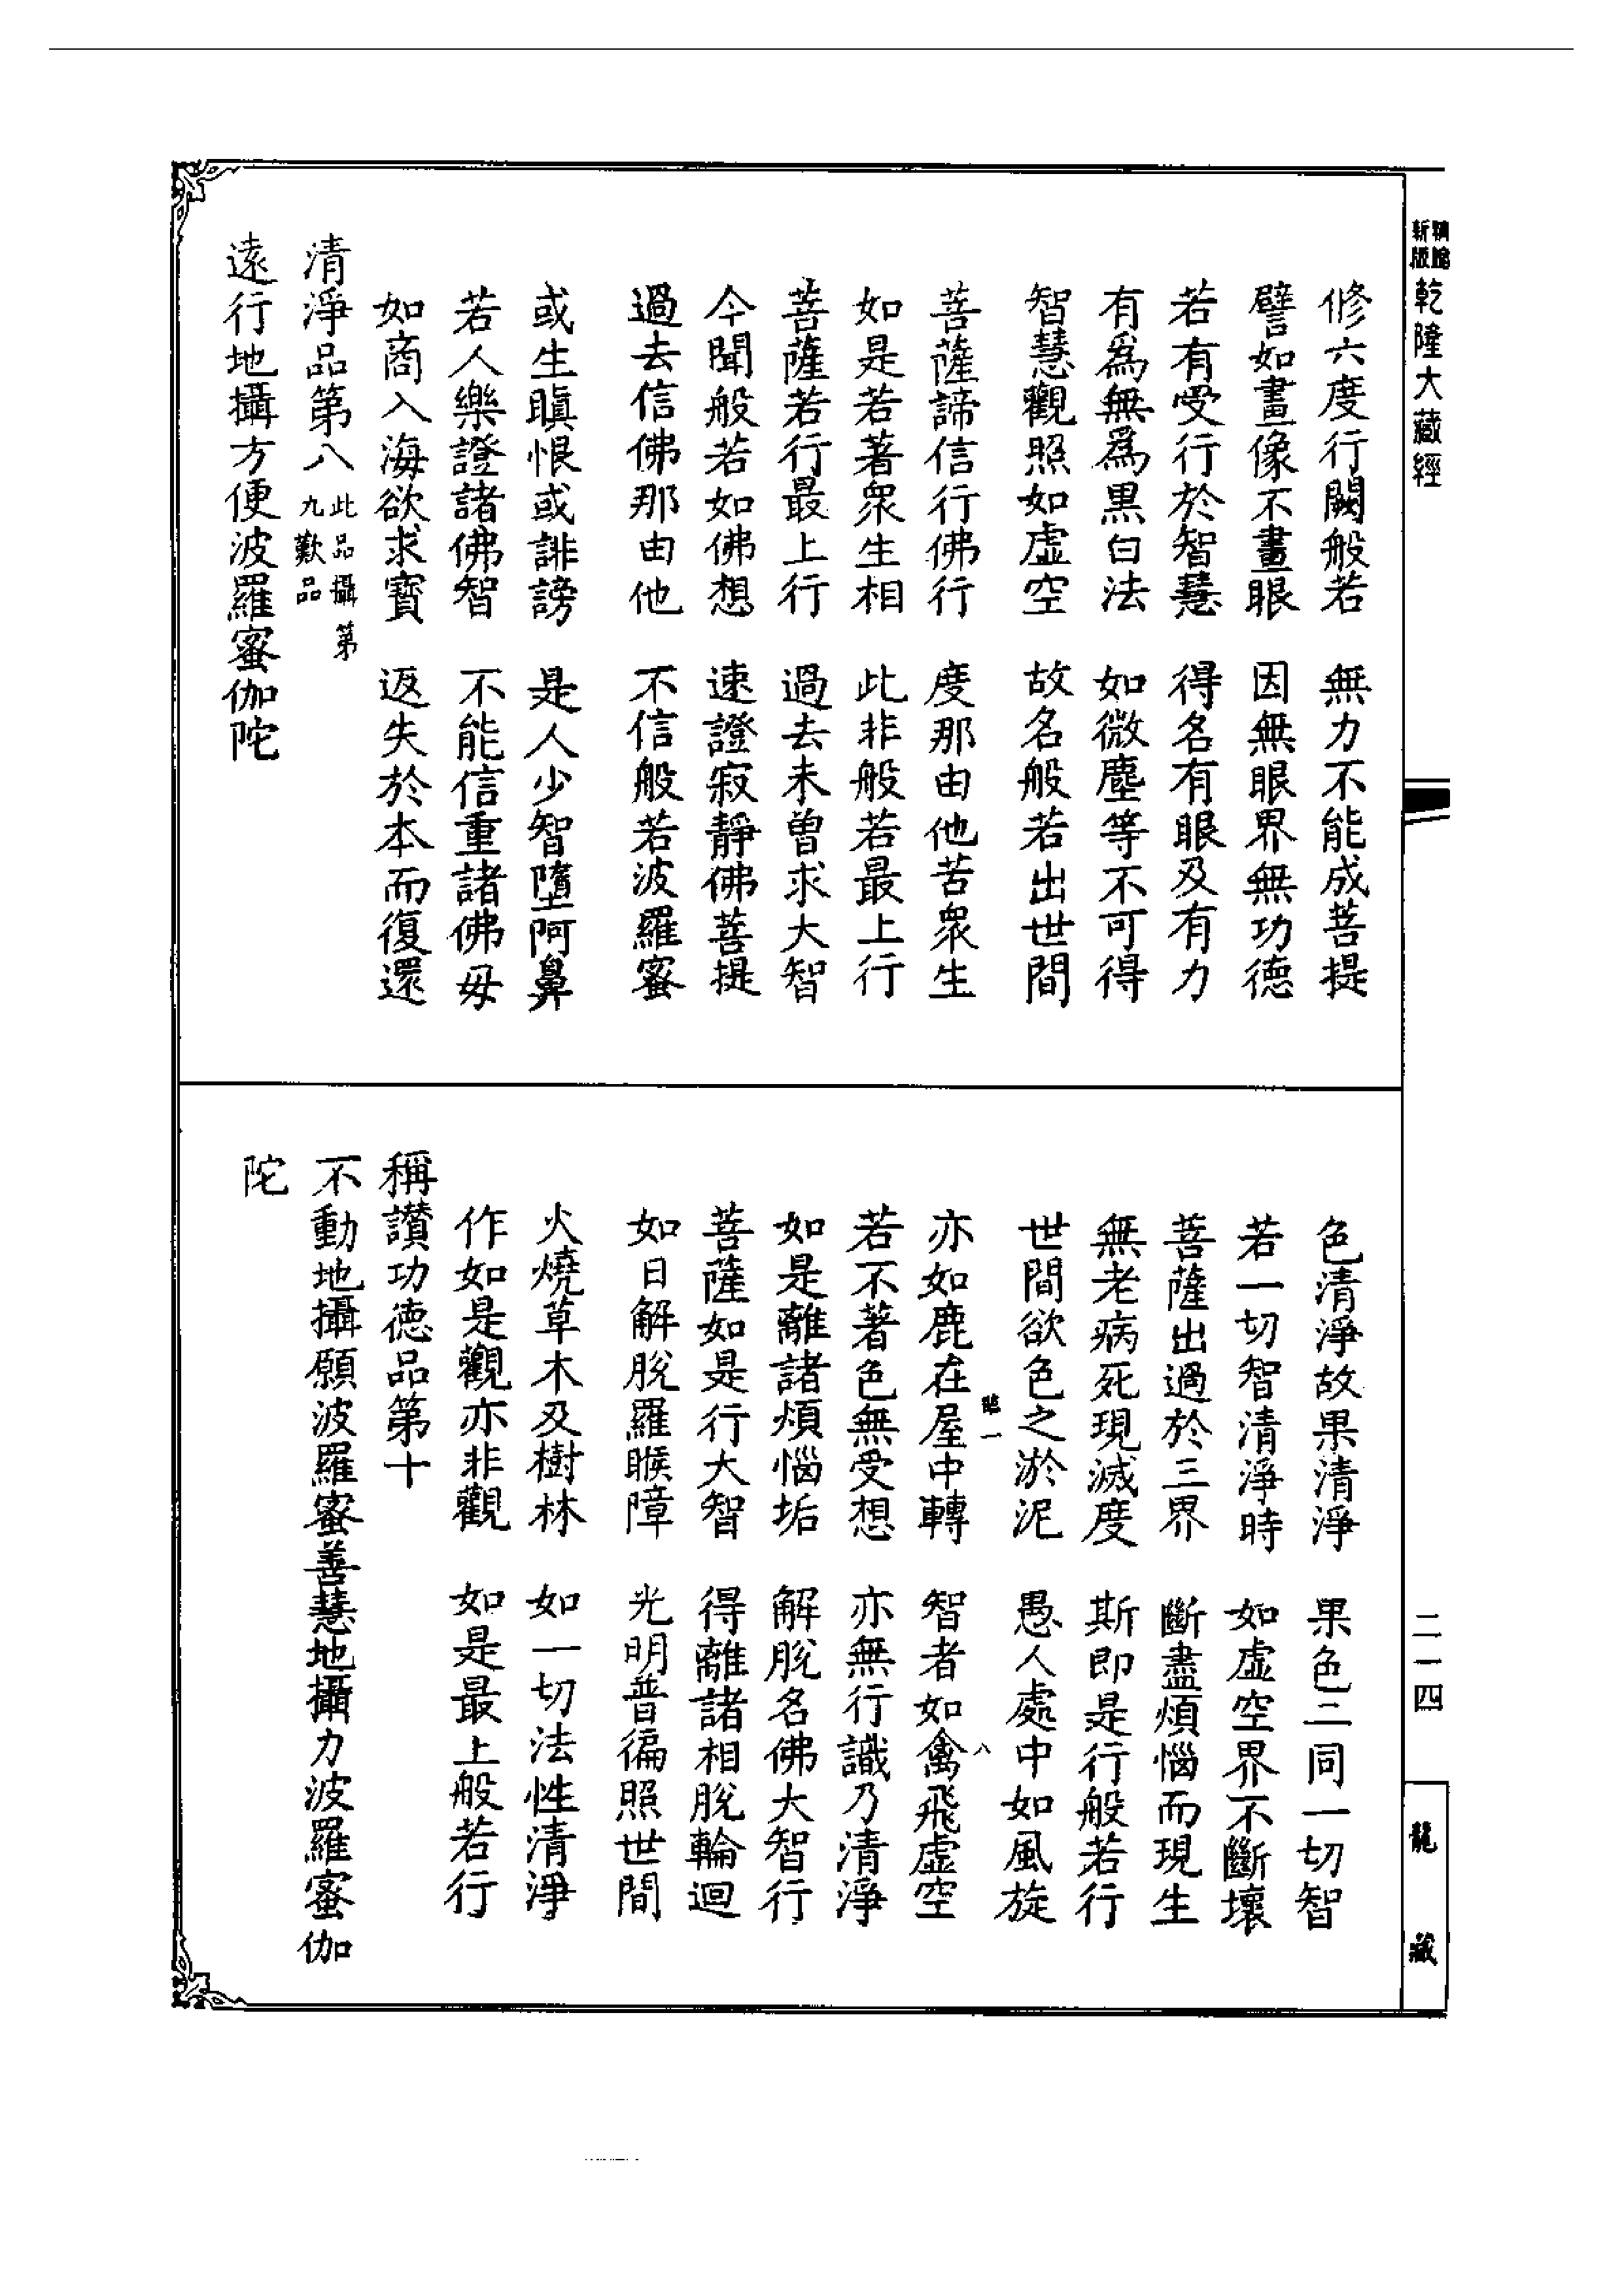 新版精縮乾隆大藏經
修六度行闕般若　無力不能成菩提
譬如畫像不畫眼　因無眼界無功德
若有受行於智慧　得名有眼及有力
有爲無爲黑白法　如微塵等不可得
智慧觀照如虛空　故名般若出世間
菩薩諦信行佛行　度那由他苦衆生
如是若著衆生相　此非般若最上行
菩薩若行最上行　過去未曾求大智
今聞般若如佛想　速證寂靜佛菩提
過去信佛那由他　不信般若波羅蜜
或生瞋恨或誹謗　是人少智墮阿鼻
若人樂證諸佛智　不能信重諸佛母
如商入海欲求寶　返失於本而復還
清淨品第八此品攝第九歎品
遠行地攝方便波羅蜜伽陀
色清淨故果清淨　果色三同一切智
若一切智清淨時　如虛空界不斷壞
菩薩出過於三界　斷盡煩惱而現生
無老病死現滅度　斯即是行般若行
世間欲色之淤泥　愚人處中如風旋
亦如鹿在屋中轉　智者如禽飛虛空
一　八
若不著色無受想　亦無行識乃清淨
如是離諸煩惱垢　解脫名佛大智行
菩薩如是行大智　得離諸相脫輪迴
如日解脫羅睺障　光明普徧照世間
火燒草木及樹林　如一切法性清淨
作如是觀亦非觀　如是最上般若行
稱讚功德品第十
不動地攝願波羅蜜善慧地攝力波羅蜜伽
陀
二一四
龍藏